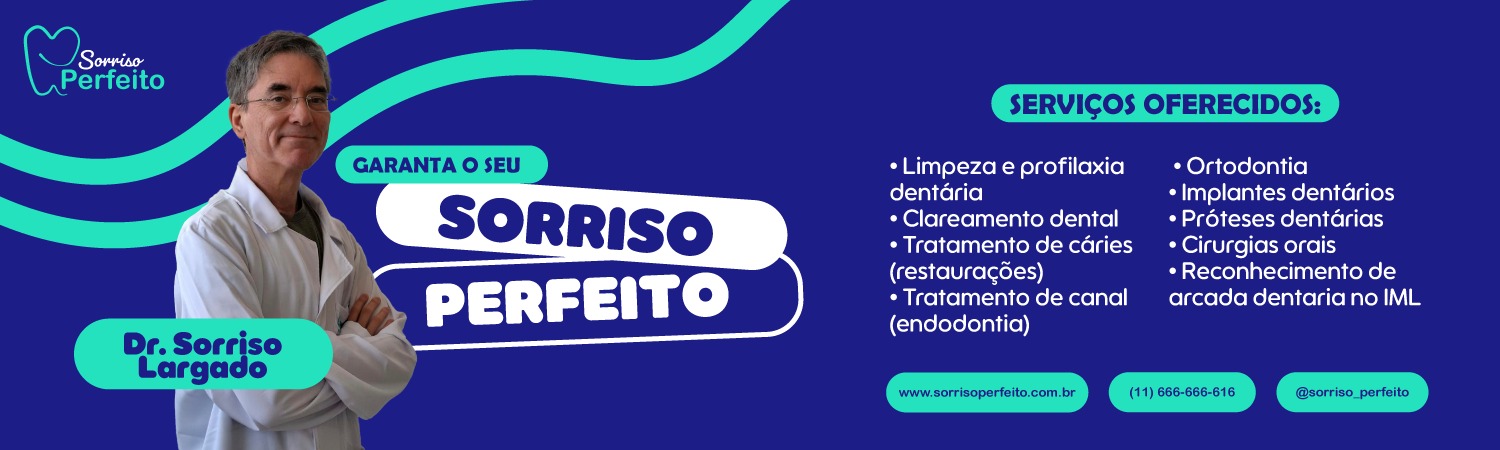 Sorriso
Perfeito
GARANTA O SEU
SORRISO
PERFEITO
Dr. Sorriso
Largado
SERVIÇOS OFERECIDOS:
• Limpeza e profilaxia
dentária
• Clareamento dental
• Tratamento de cáries
(restaurações)
• Tratamento de canal
(endodontia)
• Ortodontia
• Implantes dentários
• Próteses dentárias
• Cirurgias orais
• Reconhecimento de
arcada dentaria no IML
www.sorrisoperfeito.com.br
(11) 666-666-616
@sorriso_perfeito